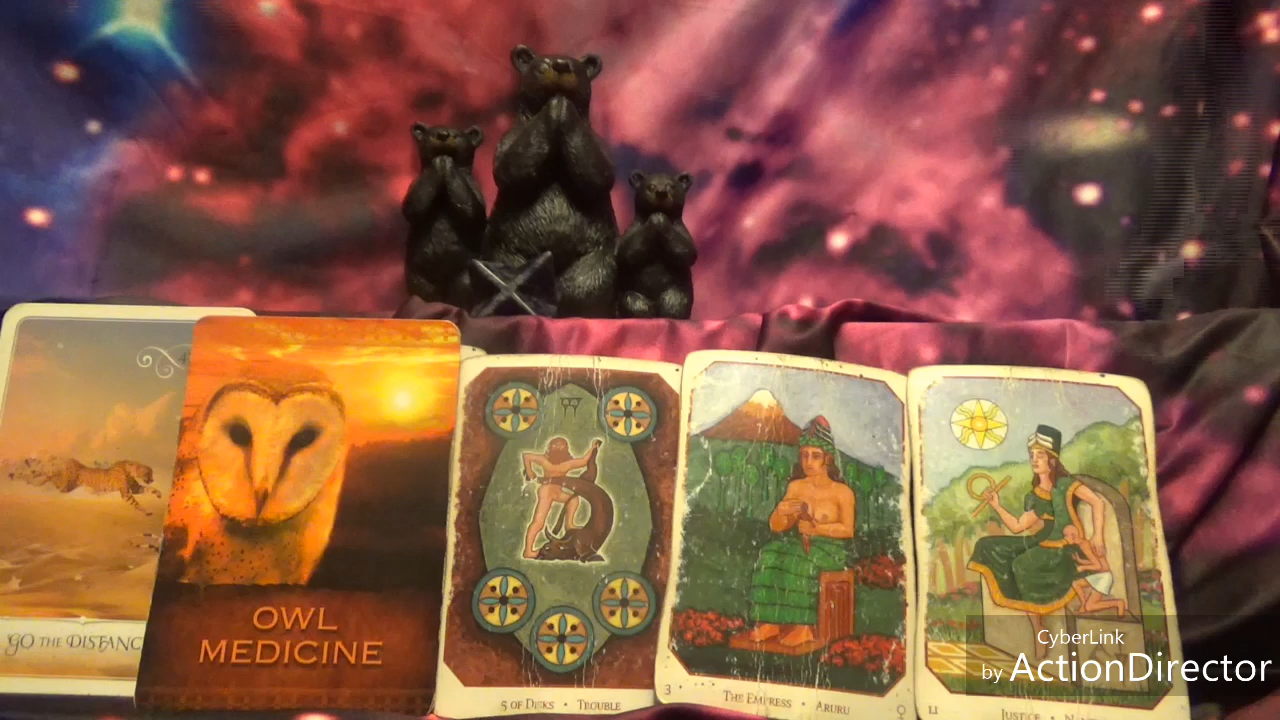 GO THE DISTANC
OWL
MEDICINE
5 OF DISKS • TROUBLE
3 • THE EMPRESS • ARURU
11 JUSTICE •
CyberLink
by ActionDirector